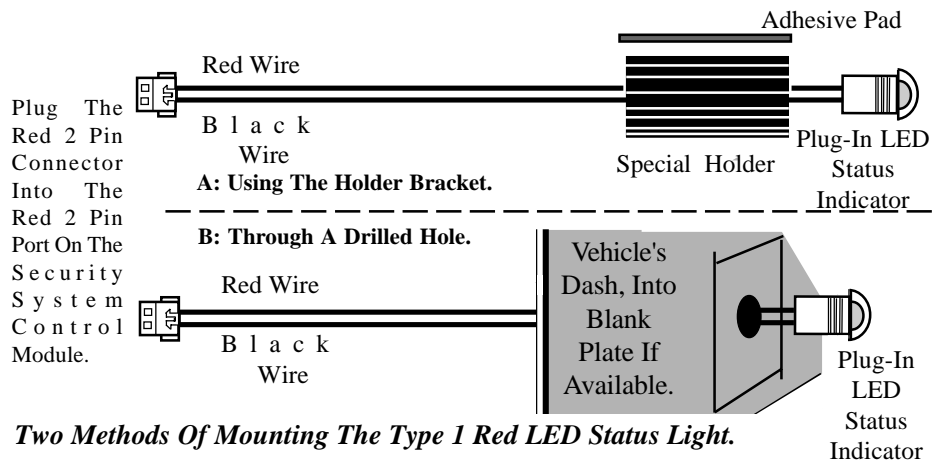 Adhesive Pad
Red Wire
Plug The
Red 2 Pin
Connector
Into The
Red 2 Pin
Port On The
Security
System
Control
Module.
Black
Wire
Special Holder
Plug-In LED
Status
Indicator
A: Using The Holder Bracket.
B: Through A Drilled Hole.
Red Wire
Black
Wire
Vehicle's
Dash, Into
Blank
Plate If
Available.
Plug-In
LED
Status
Indicator
Two Methods Of Mounting The Type 1 Red LED Status Light.